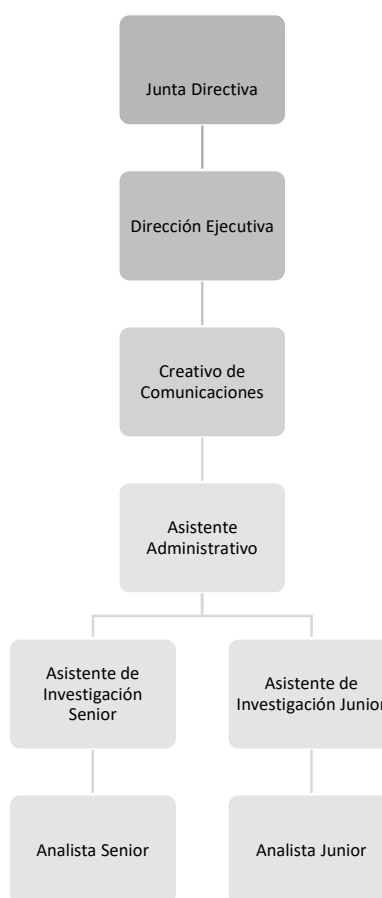 Junta Directiva
Dirección Ejecutiva
Creativo de
Comunicaciones
Asistente
Administrativo
Asistente de
Investigación
Senior
Asistente de
Investigación Junior
Analista Senior
Analista Junior